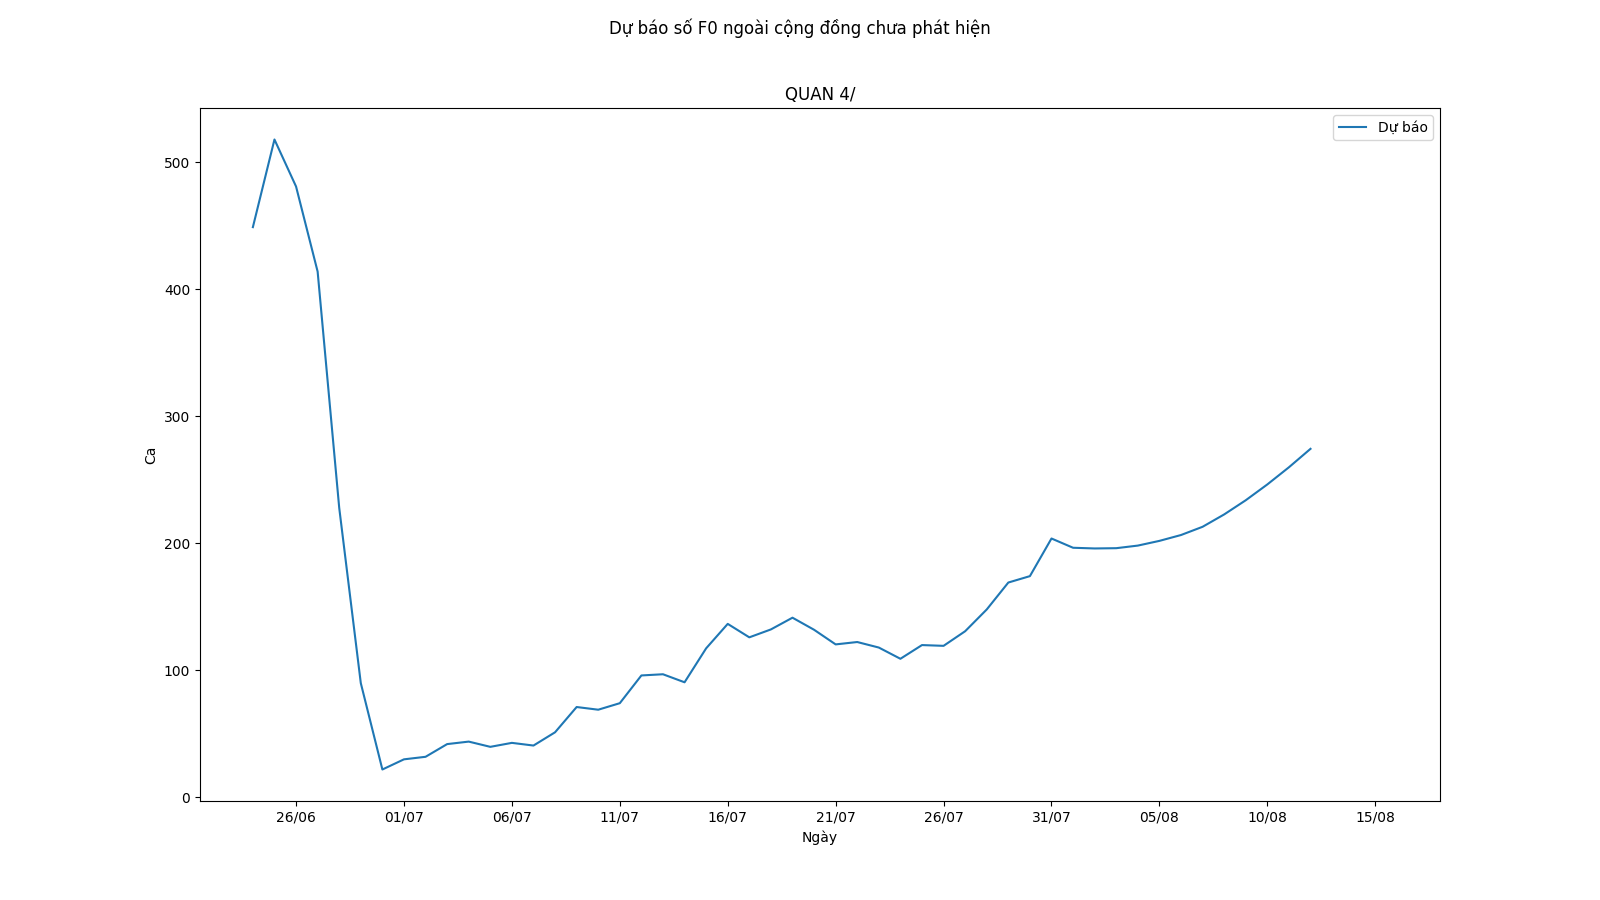 Dự báo số F0 ngoài cộng đồng chưa phát hiện
QUAN 4/
Dự báo
500
400
300
200
100
0
Ca
26/06 01/07 06/07 11/07 16/07 21/07 26/07 31/07 05/08 10/08 15/08
Ngày